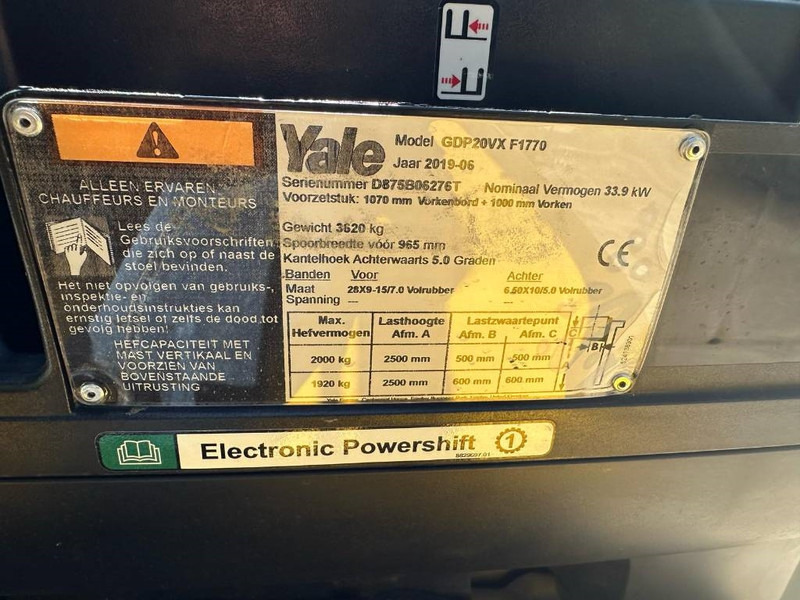 ALLEEN ERVAREN
CHAUFFEURS EN MONTEURS
Lees de
Gebruiksvoorschriften
die zich op of naast de
stoel bevinden.
Het niet opvolgen van gebruiks-,
inspektie- en
onderhoudsinstrukties kan
ernstig letsel of zelfs de dood tot
gevolg hebben!
HEFCAPACITEIT MET
MAST VERTIKAAL EN
VOORZIEN VAN
BOVENSTAANDE
UITRUSTING
Yale
Model GDP20VX F1770
Jaar 2019-06
Serienummer D875B06276T Nominaal Vermogen 33.9 kW
Voorzetstuk: 1070 mm Vorkenbord + 1000 mm Vorken
Gewicht 3620 kg
Spoorbreedte vóór 965 mm
Kantelhoek Achterwaarts 5.0 Graden
CE
Banden Voor Achter
Maat 28X9-15/7.0 Volrubber 6.50X10/5.0 Volrubber
Spanning --- ---
Max. Hefvermogen Lasthoogte Afm. A Lastzwaartepunt Afm. B Afm. C
2000 kg 2500 mm 500 mm 500 mm
1920 kg 2500 mm 600 mm 600 mm
C
B
A
Electronic Powershift 1